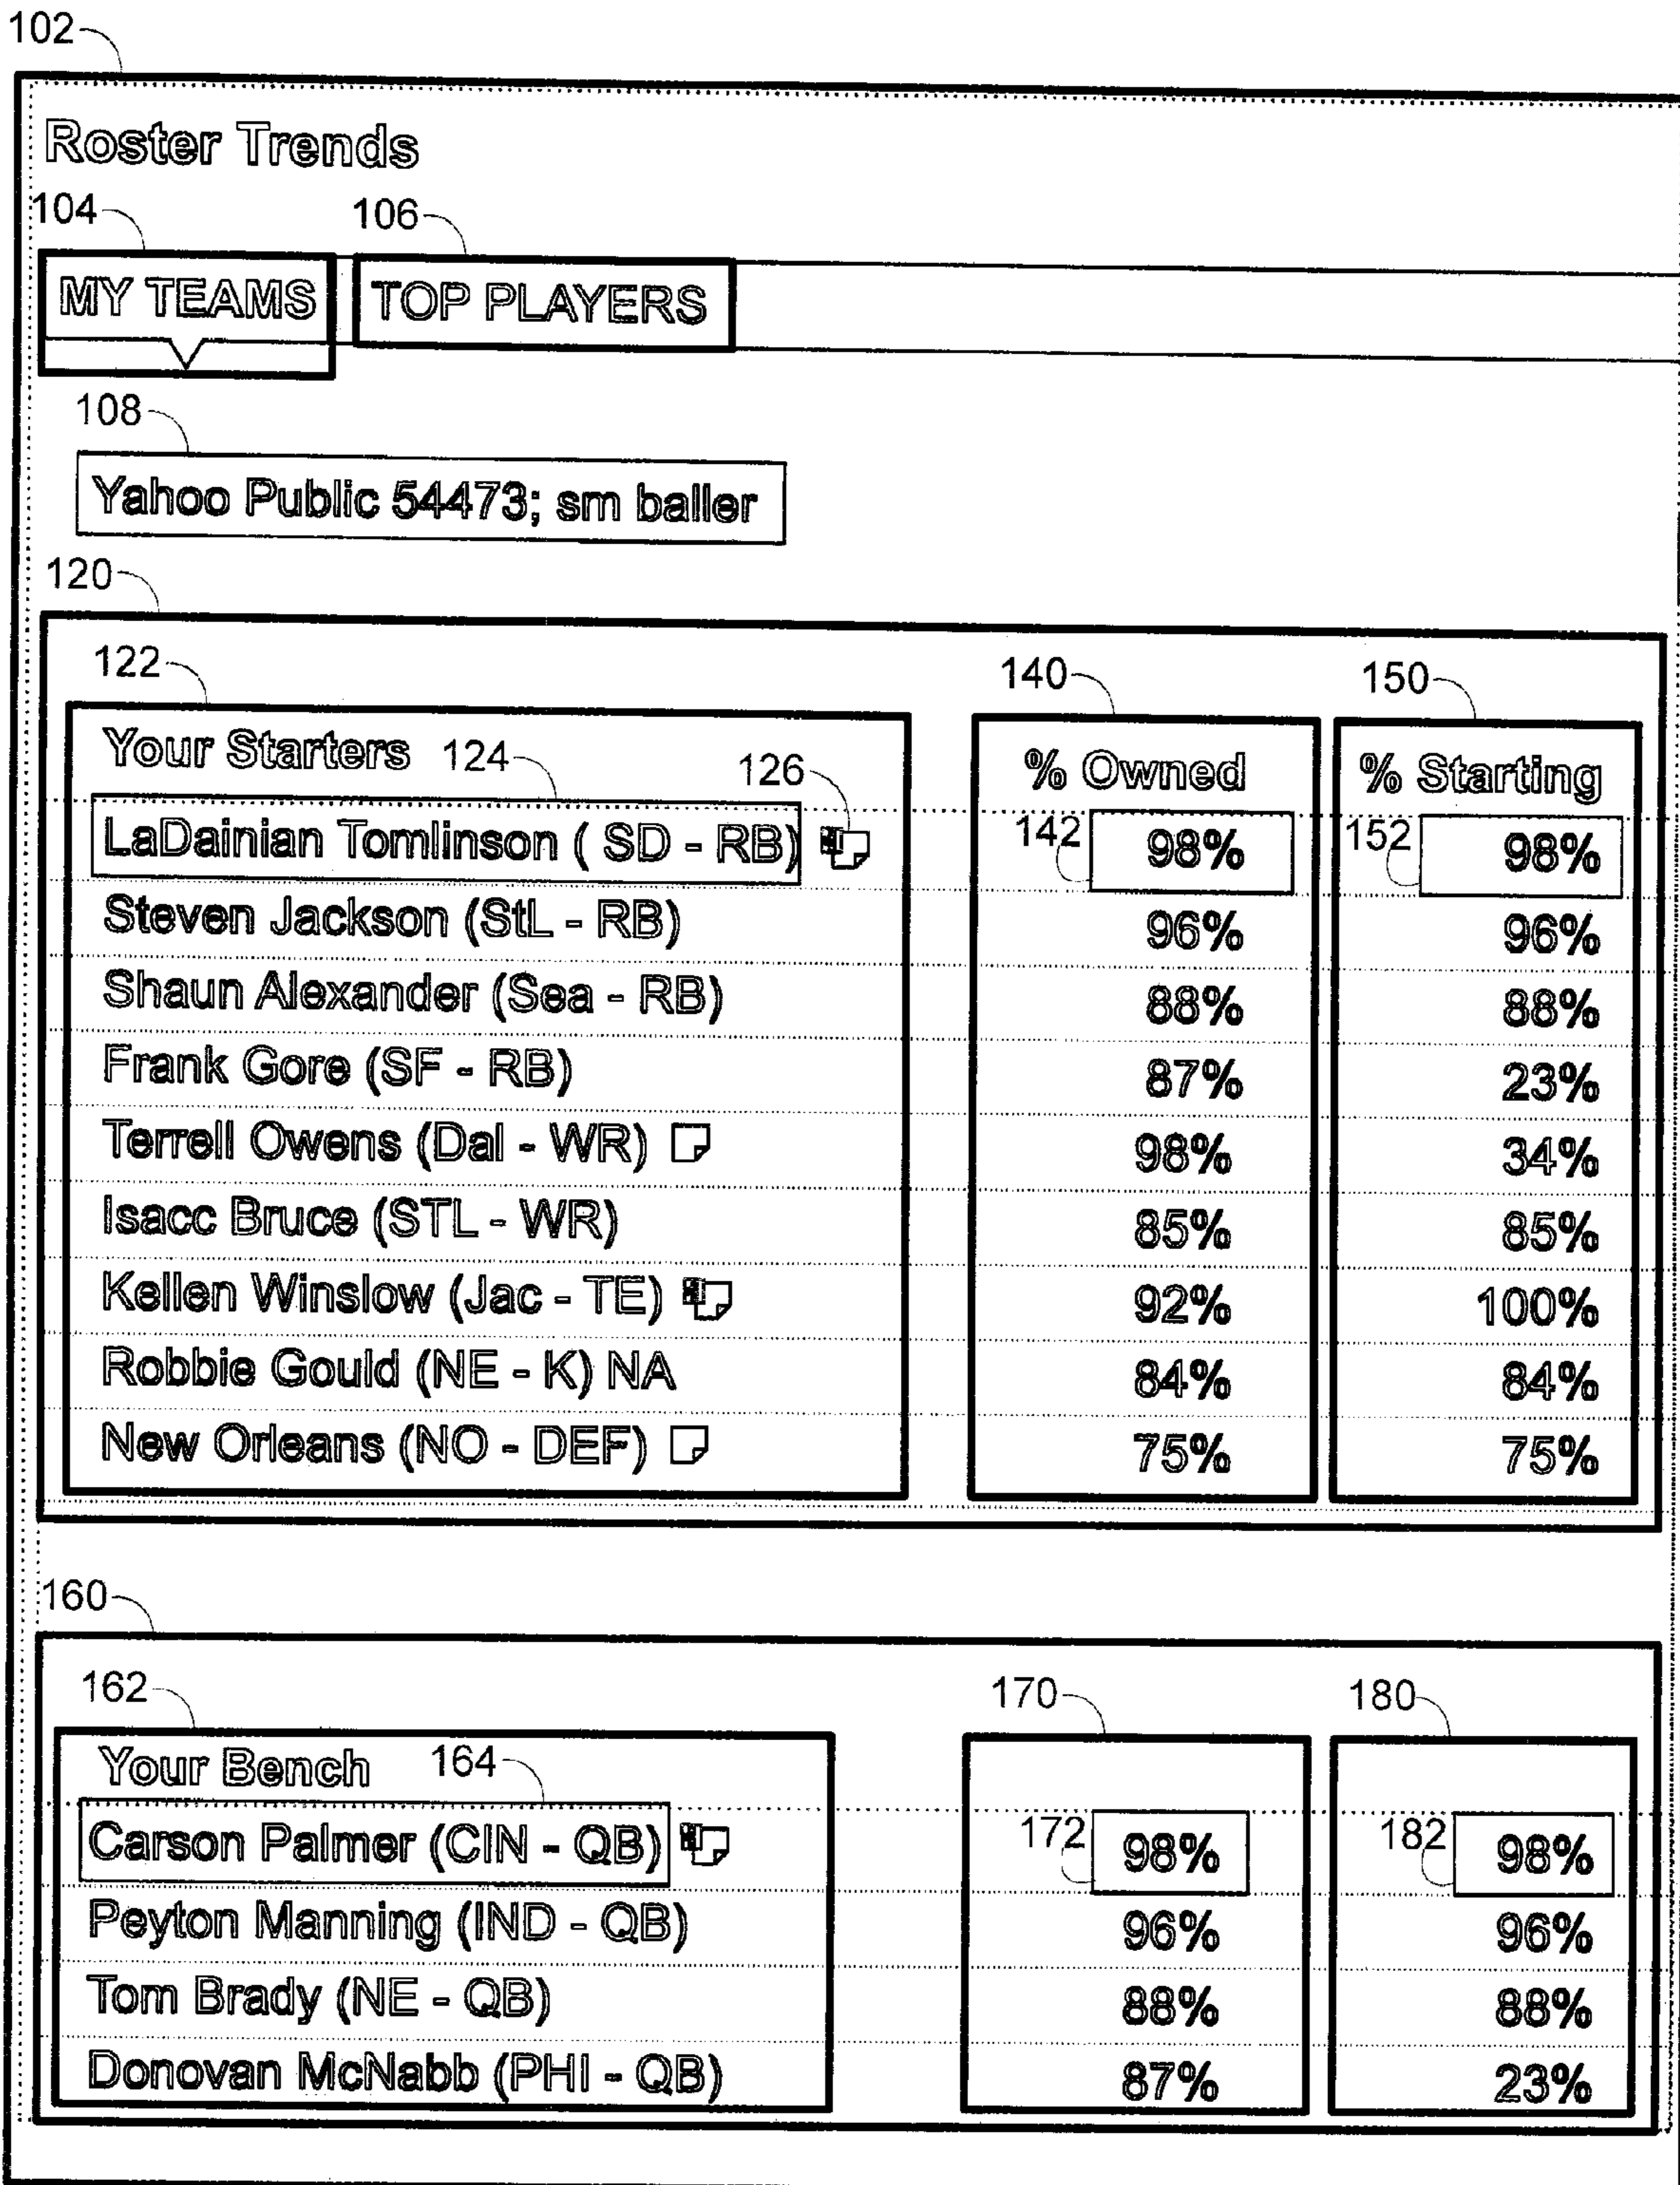 102
Roster Trends
104 106
MY TEAMS TOP PLAYERS
108
Yahoo Public 54473; sm baller
120
122 140 150
Your Starters 124 126 % Owned % Starting
LaDainian Tomlinson ( SD - RB) 142 98% 152 98%
Steven Jackson (StL - RB) 96% 96%
Shaun Alexander (Sea - RB) 88% 88%
Frank Gore (SF - RB) 87% 23%
Terrell Owens (Dal - WR) 98% 34%
Isacc Bruce (STL - WR) 85% 85%
Kellen Winslow (Jac - TE) 92% 100%
Robbie Gould (NE - K) NA 84% 84%
New Orleans (NO - DEF) 75% 75%
160
162 170 180
Your Bench 164
Carson Palmer (CIN - QB) 172 98% 182 98%
Peyton Manning (IND - QB) 96% 96%
Tom Brady (NE - QB) 88% 88%
Donovan McNabb (PHI - QB) 87% 23%